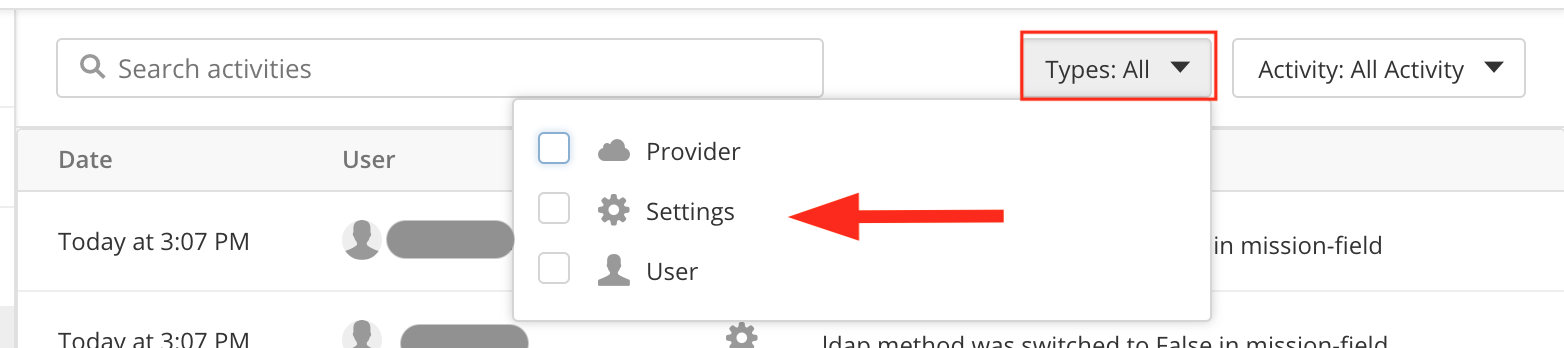 Search activities
Types: All
Activity: All Activity
Provider
Settings
User
Date
User
Today at 3:07 PM
in mission-field
Today at 3:07 PM
ldap method was switched to False in mission-field